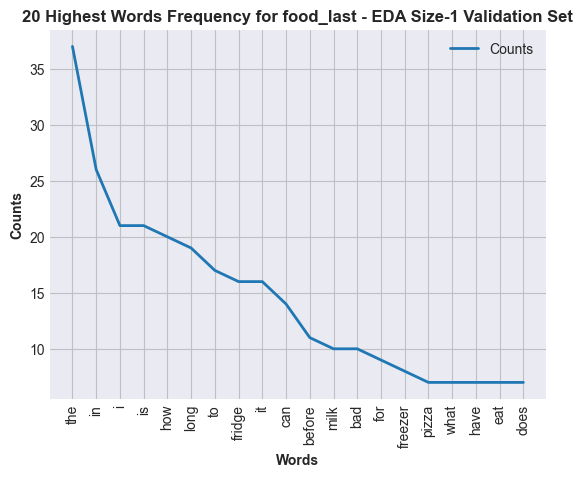 20 Highest Words Frequency for food_last - EDA Size-1 Validation Set
Counts
35
30
25
20
15
10
Counts
the
in
i
is
how
long
to
fridge
it
can
before
milk
bad
for
freezer
pizza
what
have
eat
does
Words